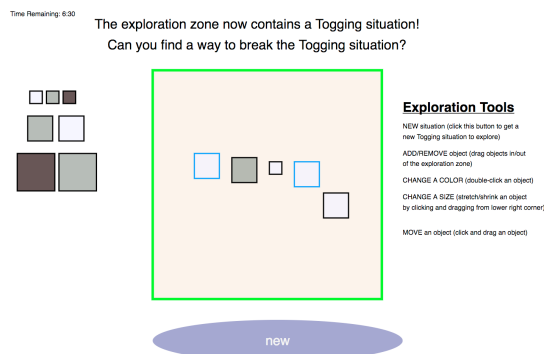 Time Remaining: 6:30
The exploration zone now contains a Togging situation!
Can you find a way to break the Togging situation?
Exploration Tools
NEW situation (click this button to get a
new Togging situation to explore)
ADD/REMOVE object (drag objects in/out
of the exploration zone)
CHANGE A COLOR (double-click an object)
CHANGE A SIZE (stretch/shrink an object
by clicking and dragging from lower right corner)
MOVE an object (click and drag an object)
new